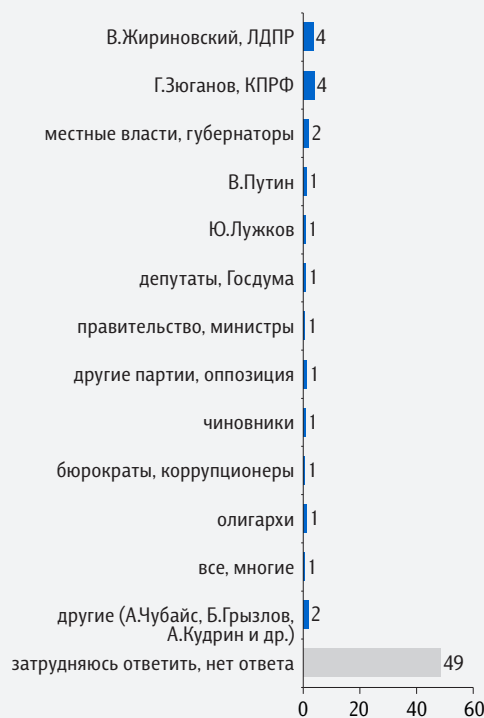 В.Жириновский, ЛДПР 4
Г.Зюганов, КПРФ 4
местные власти, губернаторы 2
В.Путин 1
Ю.Лужков 1
депутаты, Госдума 1
правительство, министры 1
другие партии, оппозиция 1
чиновники 1
бюрократы, коррупционеры 1
олигархи 1
все, многие 1
другие (А.Чубайс, Б.Грызлов, 2
А.Кудрин и др.)
затрудняюсь ответить, нет ответа 49
0 20 40 60